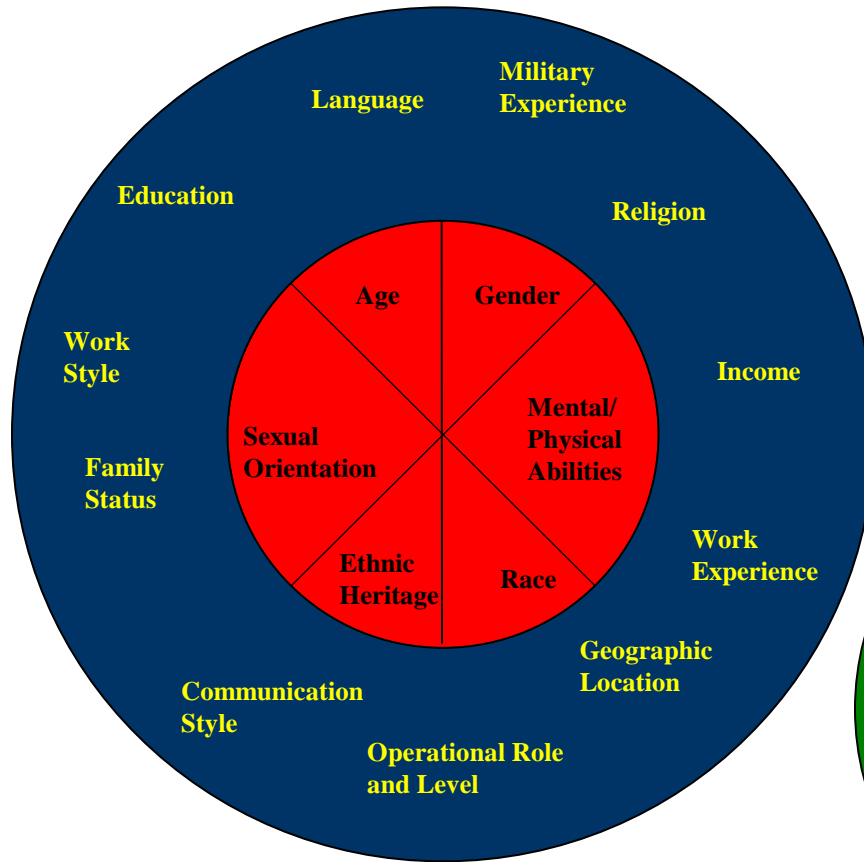 Military
Experience
Language
Education
Religion
Work
Style
Income
Family
Status
Work
Experience
Geographic
Location
Communication
Style
Operational Role
and Level
Age
Gender
Sexual
Orientation
Mental/
Physical
Abilities
Ethnic
Heritage
Race